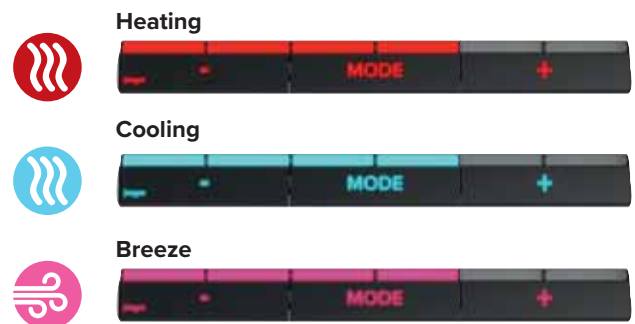 Heating
- MODE +
Cooling
- MODE +
Breeze
- MODE +